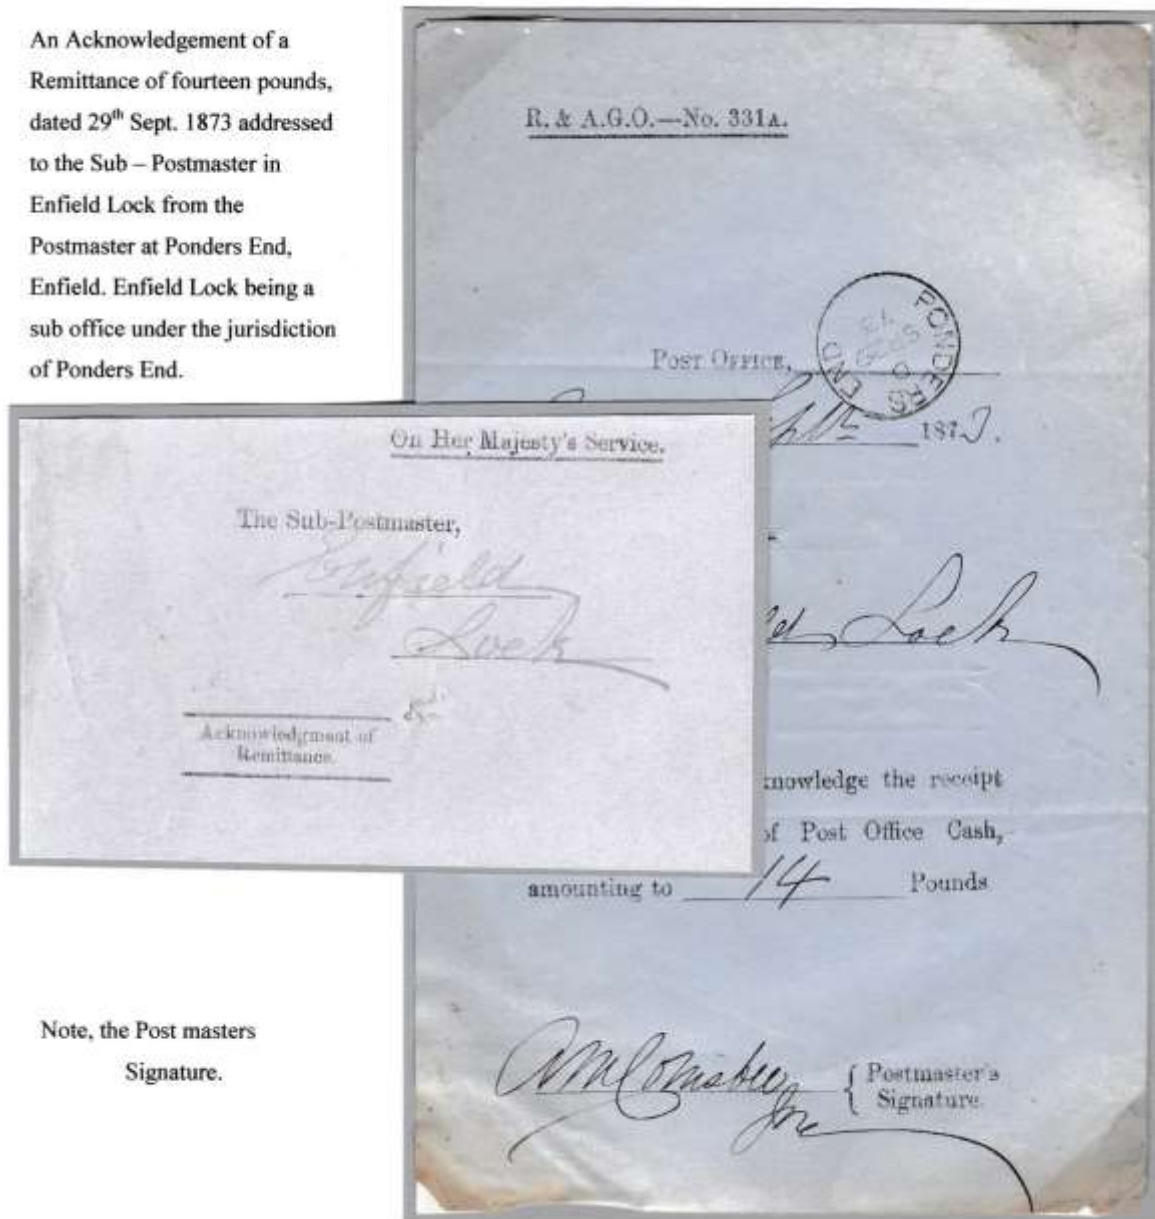 An Acknowledgement of a
Remittance of fourteen pounds,
dated 29th Sept. 1873 addressed
to the Sub – Postmaster in
Enfield Lock from the
Postmaster at Ponders End,
Enfield. Enfield Lock being a
sub office under the jurisdiction
of Ponders End.
R. & A.G.O.—No. 331A.
PONDERS END
Post Office,
1873.
On Her Majesty's Service.
The Sub-Postmaster,
Enfield
Lock
Acknowledgment of
Remittance.
Lock
knowledge the receipt
of Post Office Cash,
amounting to 14 Pounds
Note, the Post masters
Signature.
Postmaster's
Signature.